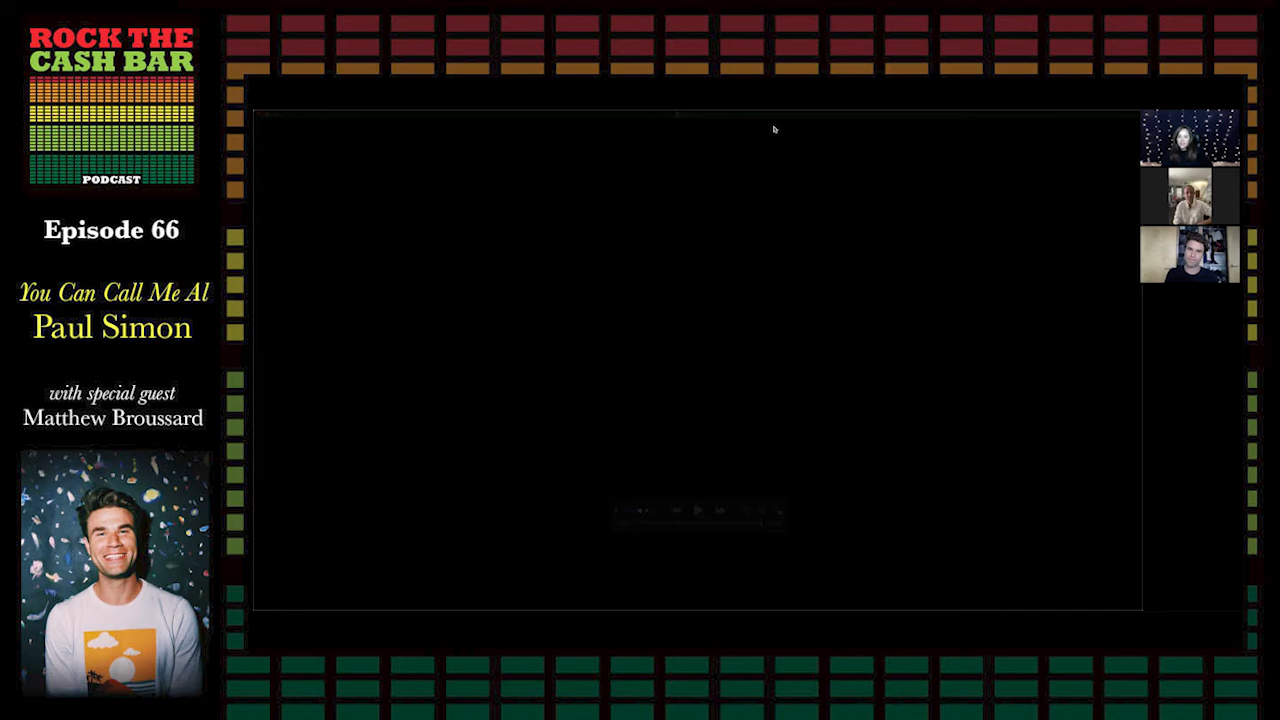 ROCK THE
CASH BAR
PODCAST
Episode 66
You Can Call Me Al
Paul Simon
with special guest
Matthew Broussard